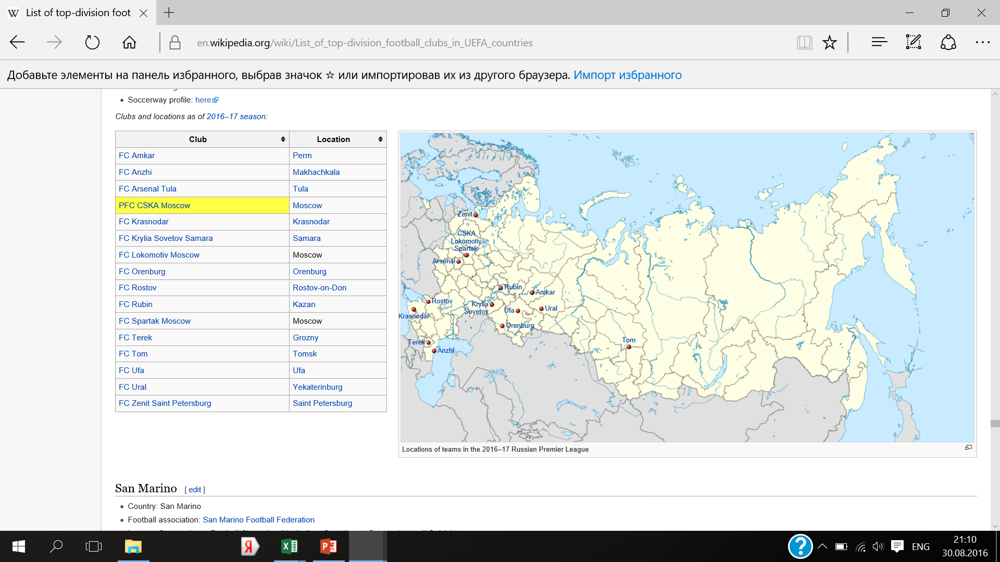 List of top-division foot
en.wikipedia.org/wiki/List_of_top-division_football_clubs_in_UEFA_countries
Добавьте элементы на панель избранного, выбрав значок ☆ или импортировав их из другого браузера. Импорт избранного
• Soccerway profile: here
Clubs and locations as of 2016–17 season:
Club Location
FC Amkar Perm
FC Anzhi Makhachkala
FC Arsenal Tula Tula
PFC CSKA Moscow Moscow
FC Krasnodar Krasnodar
FC Krylia Sovetov Samara Samara
FC Lokomotiv Moscow Moscow
FC Orenburg Orenburg
FC Rostov Rostov-on-Don
FC Rubin Kazan
FC Spartak Moscow Moscow
FC Terek Grozny
FC Tom Tomsk
FC Ufa Ufa
FC Ural Yekaterinburg
FC Zenit Saint Petersburg Saint Petersburg
Zenit
CSKA
Lokomotiv
Spartak
Arsenal
Rubin
Amkar
Rostov
Krylia
Sovetov
Ufa
Ural
Krasnodar
Orenburg
Terek
Anzhi
Tom
Locations of teams in the 2016–17 Russian Premier League
San Marino [ edit ]
• Country: San Marino
• Football association: San Marino Football Federation
ENG
21:10
30.08.2016